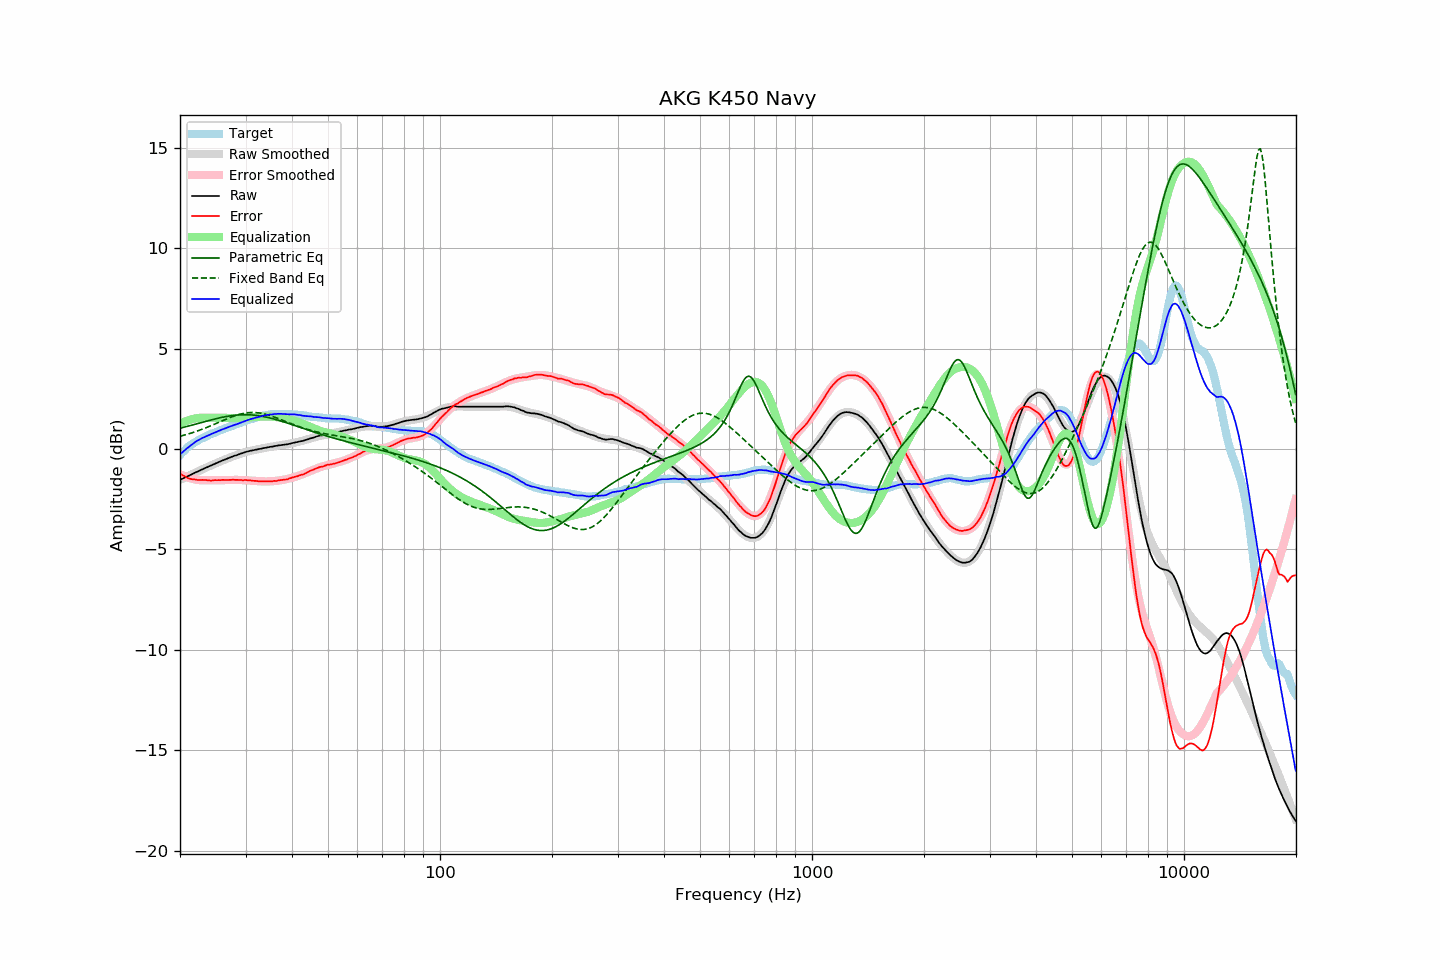 AKG K450 Navy
Target
Raw Smoothed
Error Smoothed
Raw
Error
Equalization
Parametric Eq
Fixed Band Eq
Equalized
15
10
5
0
−5
−10
−15
−20
Amplitude (dBr)
100
1000
10000
Frequency (Hz)